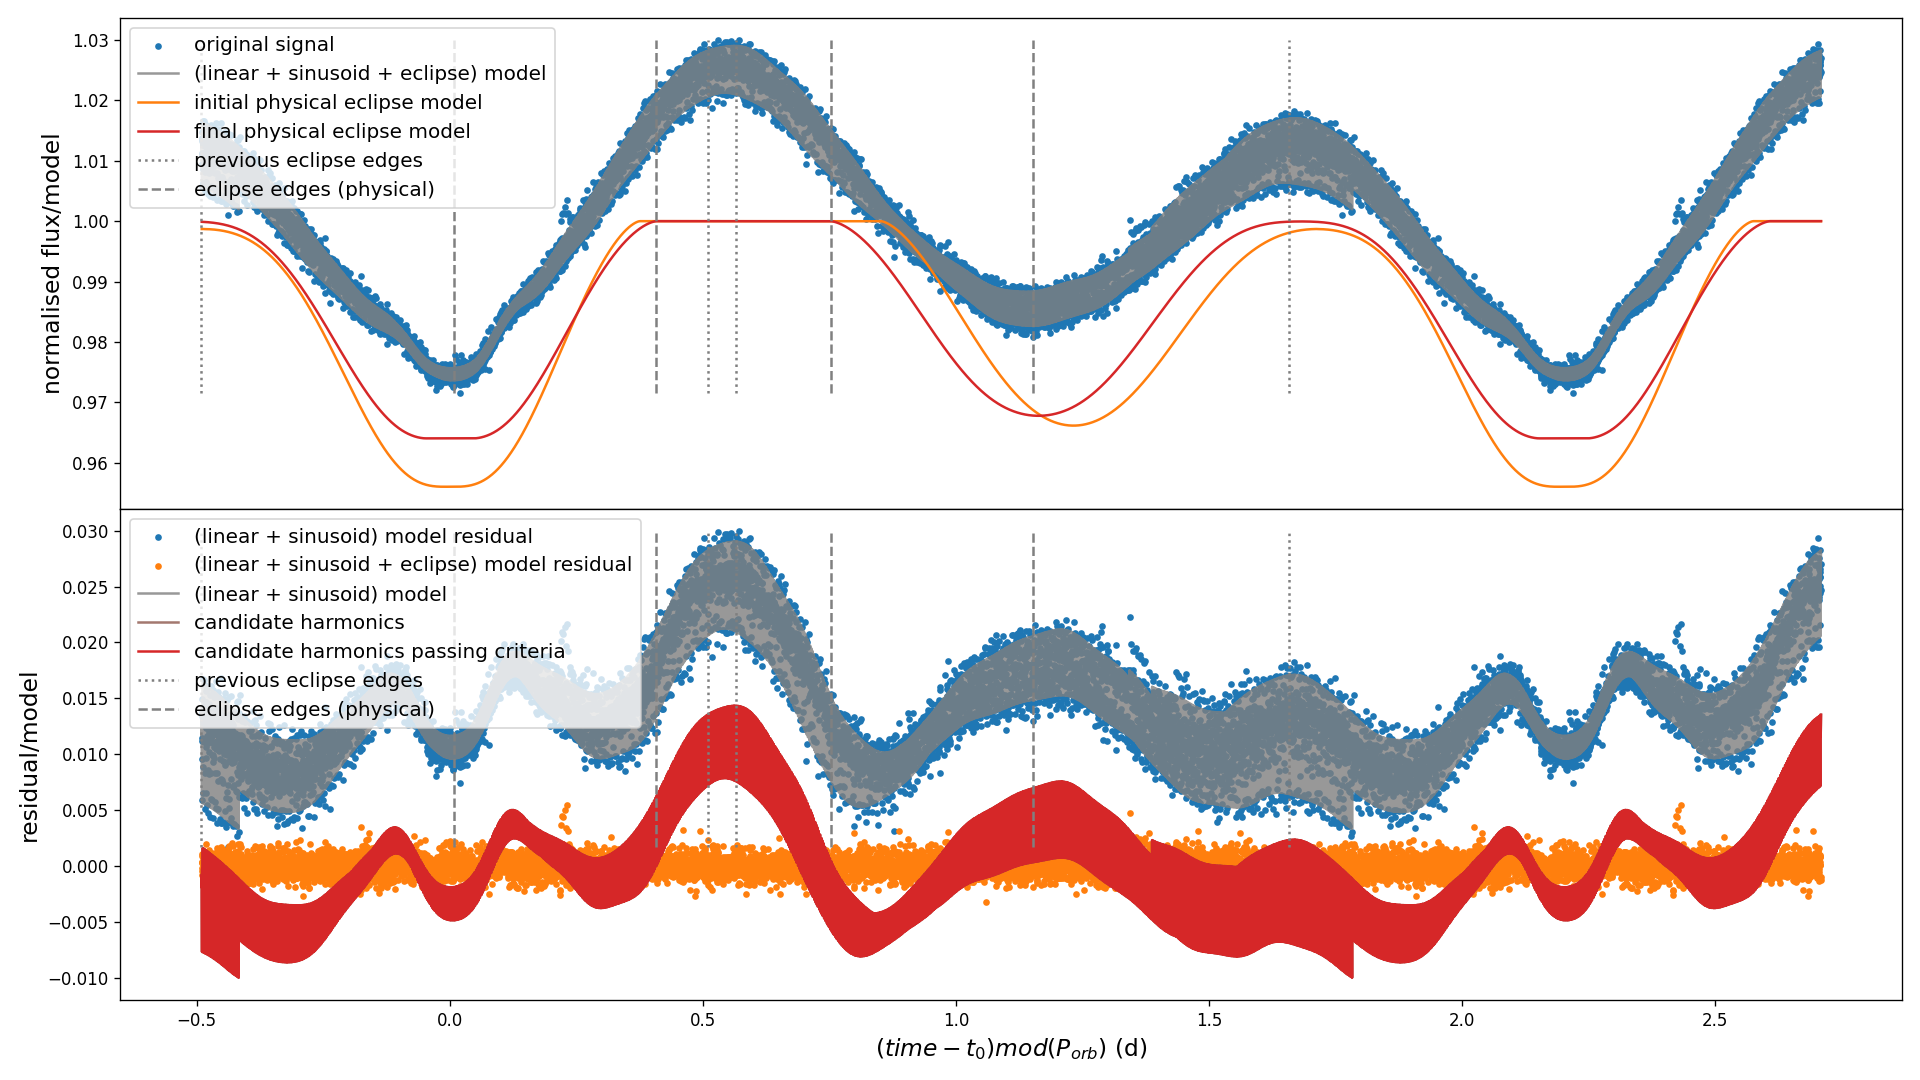 normalised flux/model
1.03
1.02
1.01
1.00
0.99
0.98
0.97
0.96
original signal
(linear + sinusoid + eclipse) model
initial physical eclipse model
final physical eclipse model
previous eclipse edges
eclipse edges (physical)
residual/model
0.030
0.025
0.020
0.015
0.010
0.005
0.000
−0.005
−0.010
(linear + sinusoid) model residual
(linear + sinusoid + eclipse) model residual
(linear + sinusoid) model
candidate harmonics
candidate harmonics passing criteria
previous eclipse edges
eclipse edges (physical)
−0.5 0.0 0.5 1.0 1.5 2.0 2.5
(time − t₀)mod(P_orb) (d)